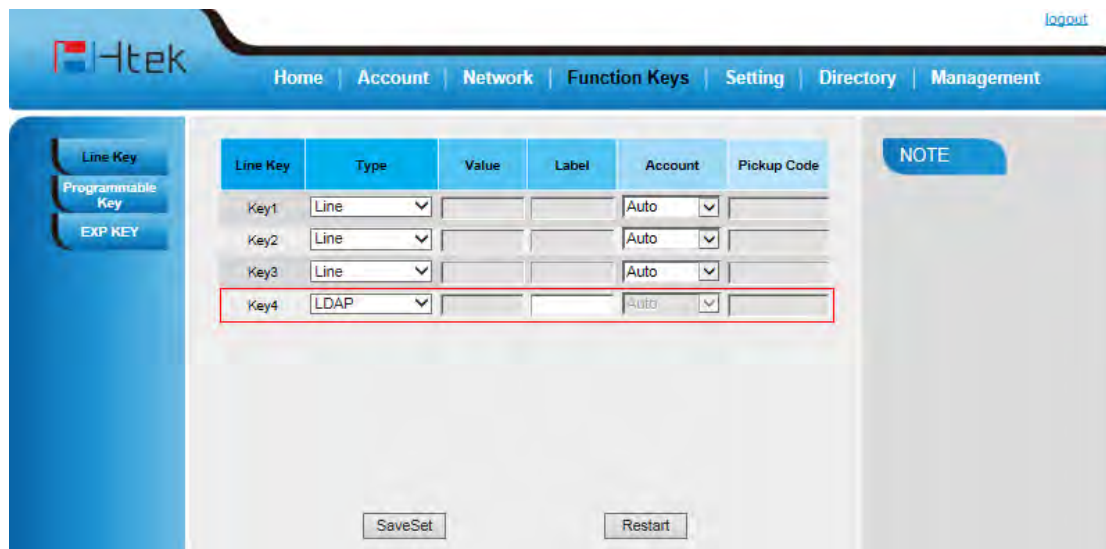 logout
Htek
Home | Account | Network | Function Keys | Setting | Directory | Management
Line Key
Programmable
Key
EXP KEY
Line Key Type Value Label Account Pickup Code
Key1 Line Auto
Key2 Line Auto
Key3 Line Auto
Key4 LDAP Auto
SaveSet Restart
NOTE